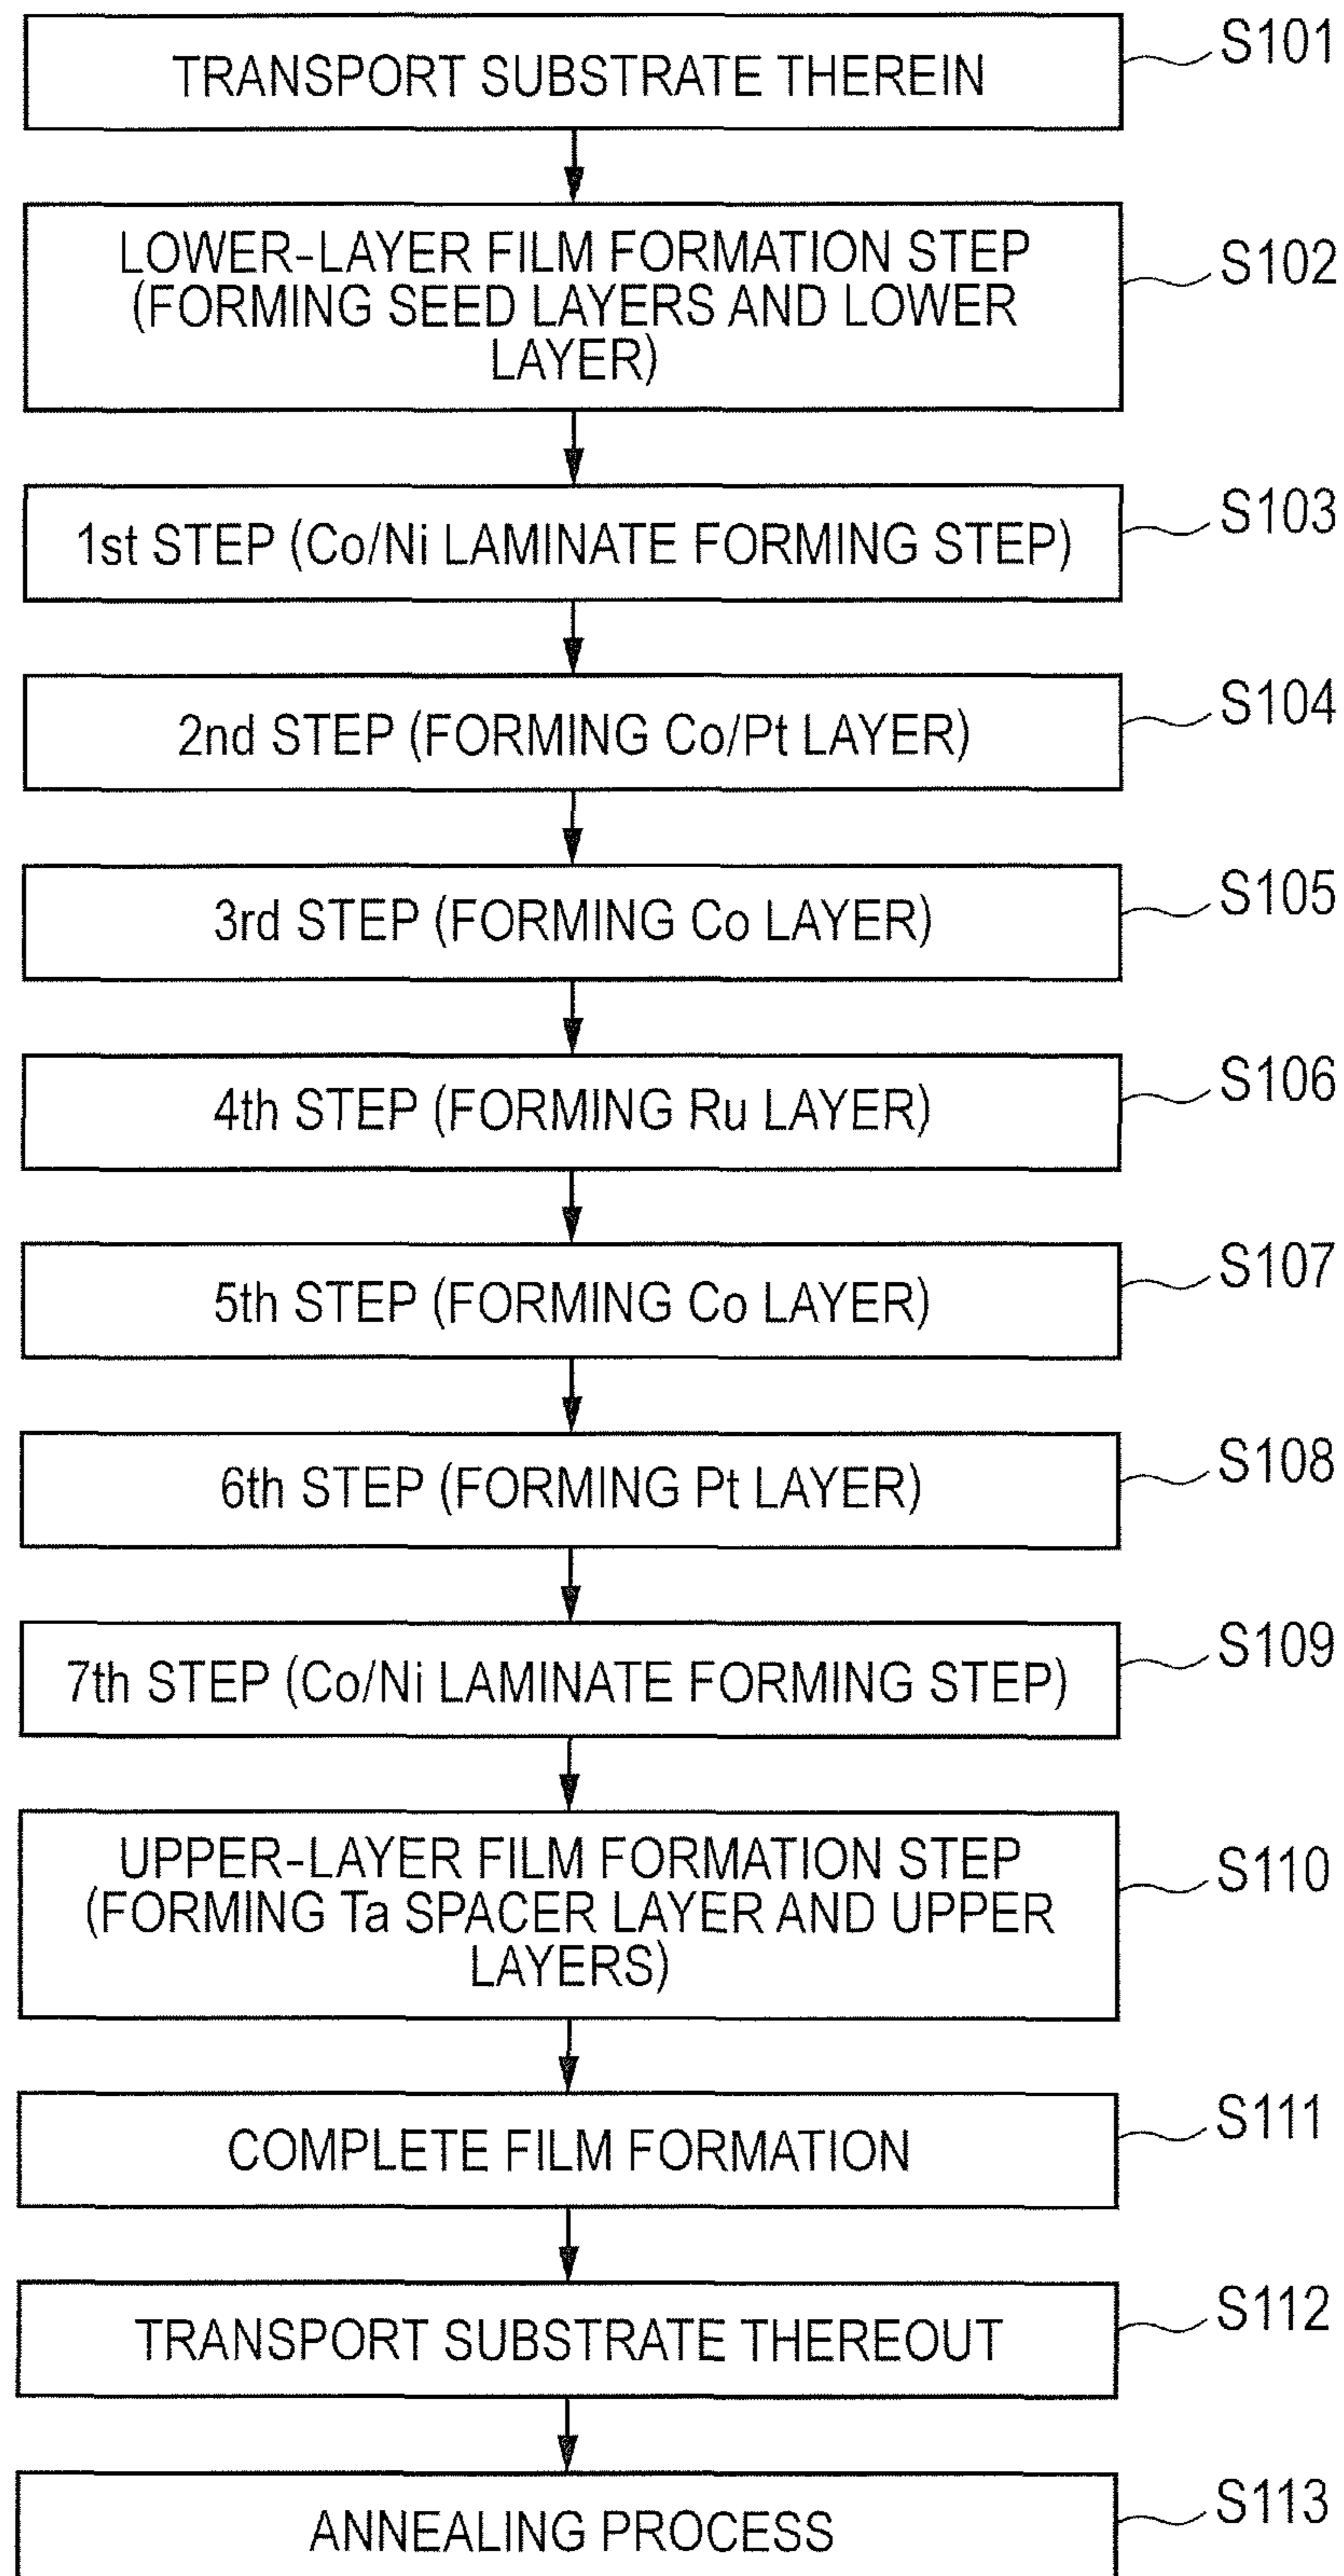 TRANSPORT SUBSTRATE THEREIN
S101
LOWER-LAYER FILM FORMATION STEP
(FORMING SEED LAYERS AND LOWER
LAYER)
S102
1st STEP (Co/Ni LAMINATE FORMING STEP)
S103
2nd STEP (FORMING Co/Pt LAYER)
S104
3rd STEP (FORMING Co LAYER)
S105
4th STEP (FORMING Ru LAYER)
S106
5th STEP (FORMING Co LAYER)
S107
6th STEP (FORMING Pt LAYER)
S108
7th STEP (Co/Ni LAMINATE FORMING STEP)
S109
UPPER-LAYER FILM FORMATION STEP
(FORMING Ta SPACER LAYER AND UPPER
LAYERS)
S110
COMPLETE FILM FORMATION
S111
TRANSPORT SUBSTRATE THEREOUT
S112
ANNEALING PROCESS
S113